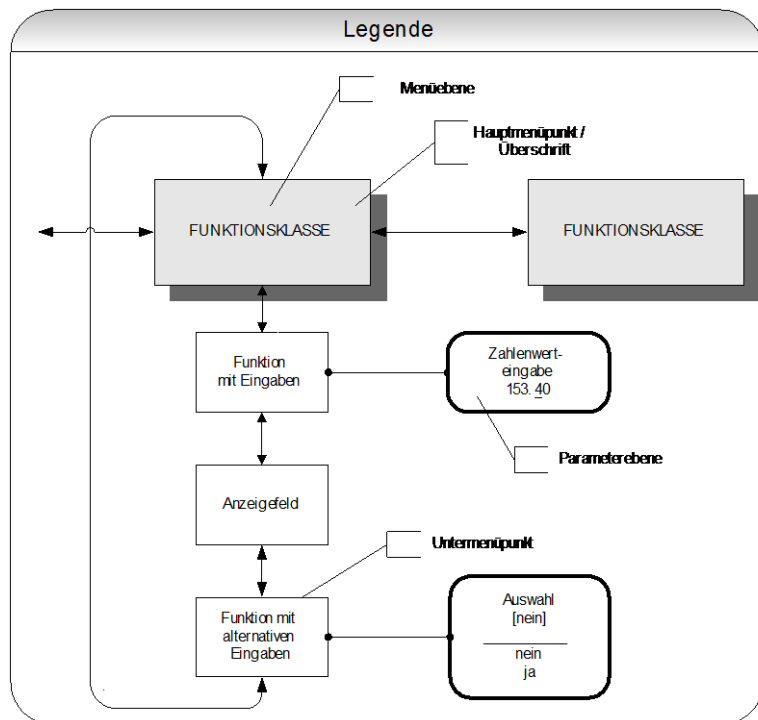 Legende
Menüebene
Hauptmenüpunkt /
Überschrift
FUNKTIONSKLASSE
FUNKTIONSKLASSE
Funktion
mit Eingaben
Zahlenwert-
eingabe
153.40
Parameterebene
Anzeigefeld
Untermenüpunkt
Funktion mit
alternativen
Eingaben
Auswahl
[nein]
nein
ja